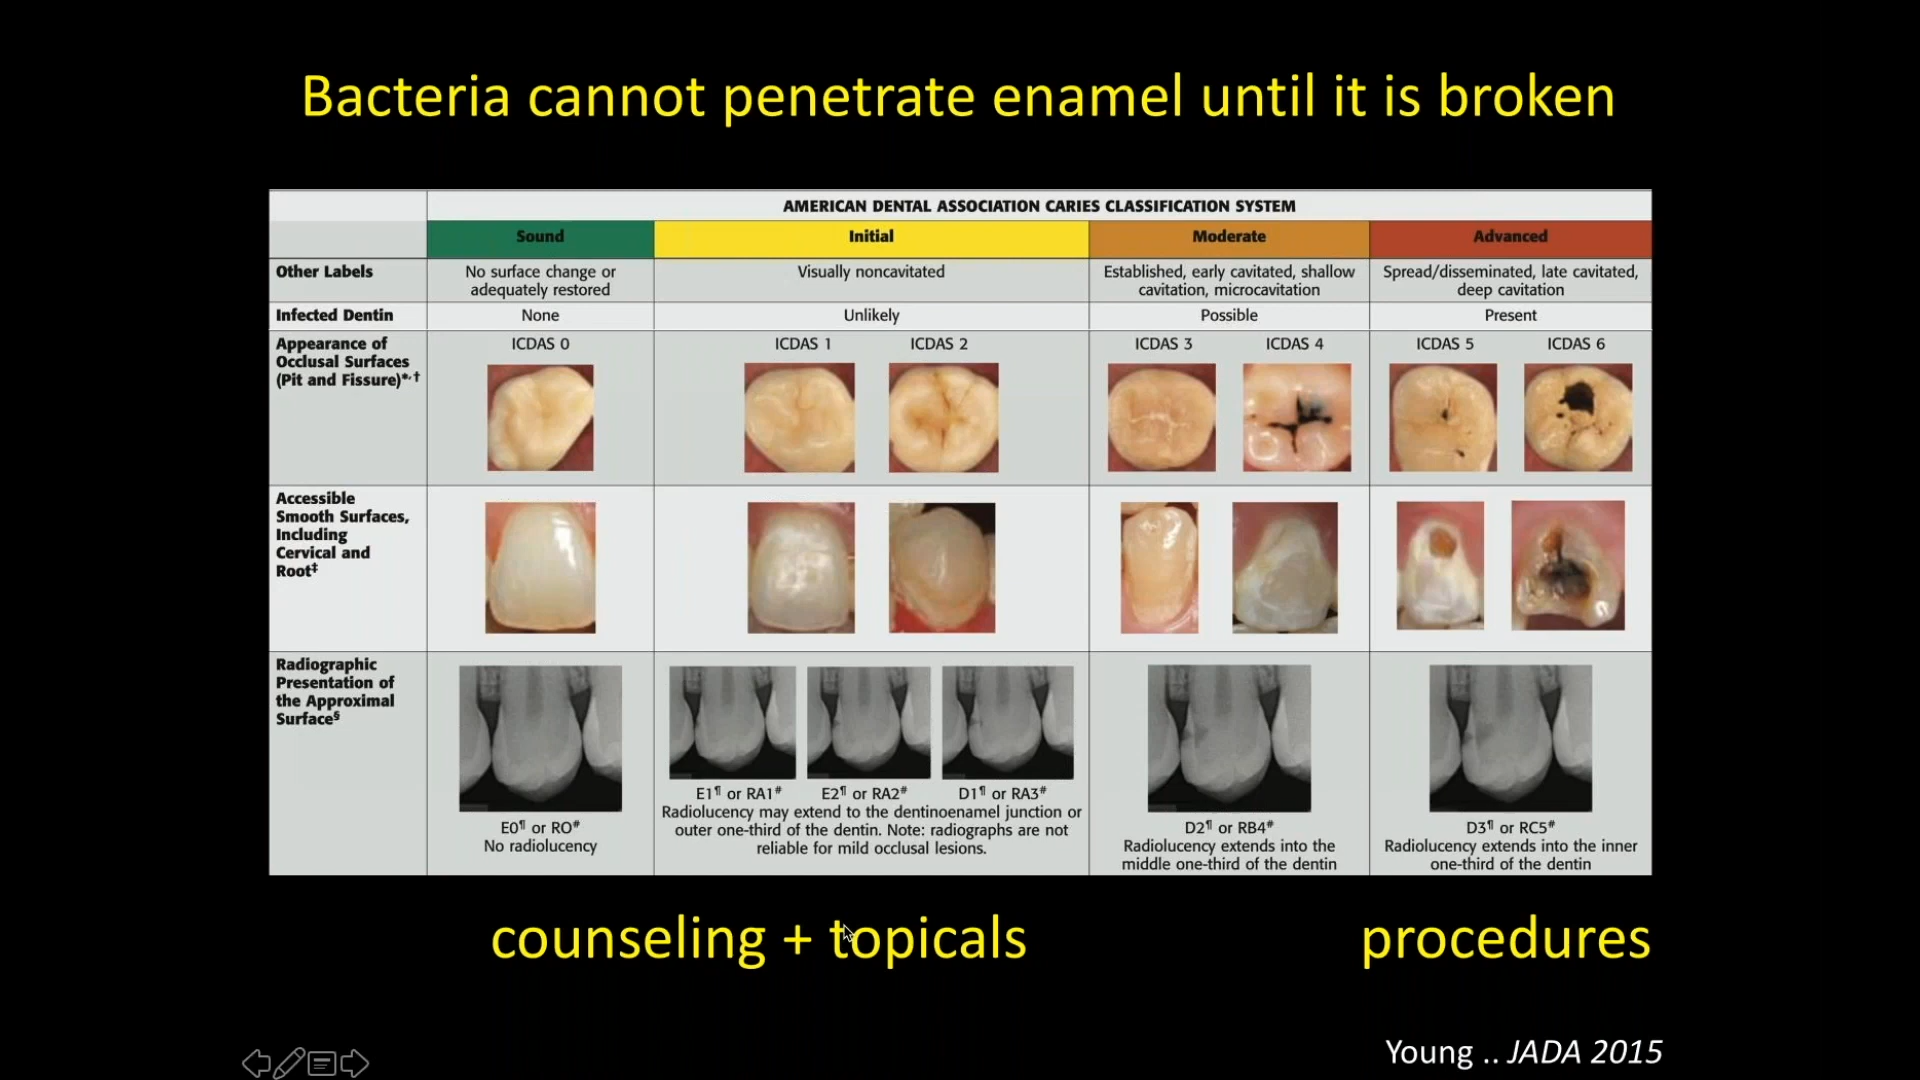 Bacteria cannot penetrate enamel until it is broken
AMERICAN DENTAL ASSOCIATION CARIES CLASSIFICATION SYSTEM
Sound
Initial
Moderate
Advanced
Other Labels
No surface change or
adequately restored
Visually noncavitated
Established, early cavitated, shallow
cavitation, microcavitation
Spread/disseminated, late cavitated,
deep cavitation
Infected Dentin
None
Unlikely
Possible
Present
Appearance of
Occlusal Surfaces
(Pit and Fissure)*,†
ICDAS 0
ICDAS 1
ICDAS 2
ICDAS 3
ICDAS 4
ICDAS 5
ICDAS 6
Accessible
Smooth Surfaces,
Including
Cervical and
Root‡
Radiographic
Presentation of
the Approximal
Surface§
E0¶ or RO#
No radiolucency
E1¶ or RA1#
E2¶ or RA2#
D1¶ or RA3#
Radiolucency may extend to the dentinoenamel junction or
outer one-third of the dentin. Note: radiographs are not
reliable for mild occlusal lesions.
D2¶ or RB4#
Radiolucency extends into the
middle one-third of the dentin
D3¶ or RC5#
Radiolucency extends into the inner
one-third of the dentin
counseling + topicals
procedures
Young .. JADA 2015